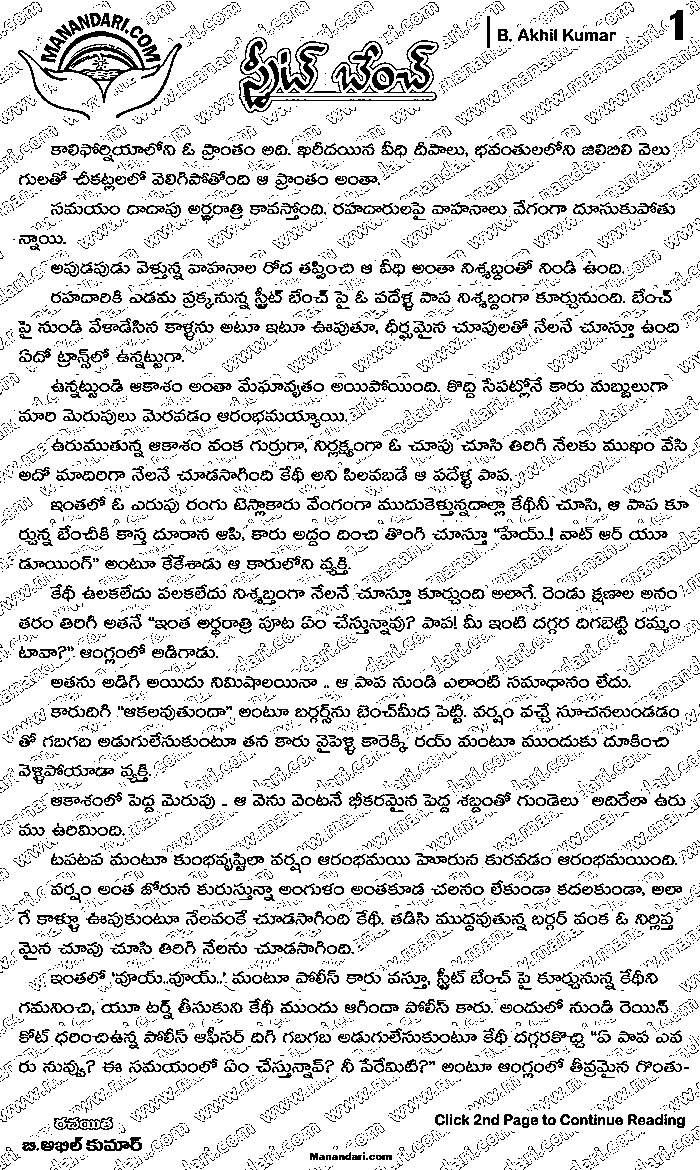 MANANDARI.COM
B. Akhil Kumar
1
స్ట్రీట్ బేంచ్
కాలిఫోర్నియాలోని ఓ ప్రాంతం అది. ఖరీదయిన వీధి దీపాలు, భవంతులలోని జిలిబిలి వెలు
గులతో చీకట్లలలో వెలిగిపోతోంది ఆ ప్రాంతం అంతా.
సమయం దాదాపు అర్థరాత్రి కావస్తోంది. రహదారులపై వాహనాలు వేగంగా దూసుకుపోతు
న్నాయి.
అపుడపుడు వెళ్తున్న వాహనాల రోద తప్పించి ఆ వీథి అంతా నిశ్శబ్దంతో నిండి ఉంది.
రహదారికి ఎడమ ప్రక్కనున్న స్ట్రీట్ బేంచ్ పై ఓ పదేళ్ళ పాప నిశ్శబ్దంగా కూర్చునుంది. బేంచ్
పై నుండి వేళాడేసిన కాళ్ళను అటూ ఇటూ ఊపుతూ, ధీర్ఘమైన చూపులతో నేలనే చూస్తూ ఉంది
ఏదో ట్రాన్స్‌లో ఉన్నట్టుగా.
ఉన్నట్టుండి ఆకాశం అంతా మేఘావృతం అయిపోయింది. కొద్ది సేపట్లోనే కారు మబ్బులుగా
మారి మెరుపులు మెరవడం ఆరంభమయ్యాయి.
ఉరుముతున్న ఆకాశం వంక గుర్రుగా, నిర్లక్ష్యంగా ఓ చూపు చూసి తిరిగి నేలకు ముఖం వేసి
అదో మాదిరిగా నేలనే చూడసాగింది కేథీ అని పిలవబడే ఆ పదేళ్ళ పాప.
ఇంతలో ఓ ఎరుపు రంగు టెస్లాకారు వేంగంగా ముదుకెళ్తున్నదాల్లా కేథీనీ చూసి, ఆ పాప కూ
ర్చున్న బేంచీకి కాస్త దూరాన ఆపి, కారు అద్దం దించి తొంగి చూస్తూ "హేయ్..! వాట్ ఆర్ యూ
డూయింగ్" అంటూ కేకేశాడు ఆ కారులోని వ్యక్తి.
కేథీ ఉలకలేదు పలకలేదు నిశ్శబ్దంగా నేలనే చూస్తూ కూర్చుంది అలాగే. రెండు క్షణాల అనం
తరం తిరిగీ అతనే "ఇంత అర్థరాత్రి పూట ఏం చేస్తున్నావు? పాప! మీ ఇంటి దగ్గర దిగబెట్టి రమ్మం
టావా?". ఆంగ్లంలో అడిగాడు.
అతను అడిగి అయిదు నిమిషాలయినా .. ఆ పాప నుండి ఎలాంటి సమాధానం లేదు.
కారుదిగి "ఆకలవుతుందా" అంటూ బర్గర్స్‌ను బెంచ్‌మీద పెట్టి. వర్షం వచ్చే సూచనలుండడం
తో గబగబ అడుగులేసుకుంటూ తన కారు వైపెళ్ళి కారెక్కి రయ్ మంటూ ముందుకు దూకించి
వెళ్ళిపోయాడా వ్యక్తి.
ఆకాశంలో పెద్ద మెరుపు .. ఆ వెను వెంటనే భీకరమైన పెద్ద శబ్దంతో గుండెలు అదిరేలా ఉరు
ము ఉరిమింది.
టపటప మంటూ కుంభవృష్టిలా వర్షం ఆరంభమయి హెూరున కురవడం ఆరంభమయింది.
వర్షం అంత జోరున కురుస్తున్నా అంగుళం అంతకూడ చలనం లేకుండా కదలకుండా, అలా
గే కాళ్ళూ ఊపుకుంటూ నేలవంకే చూడసాగింది కేథీ. తడిసి ముద్దవుతున్న బర్గర్ వంక ఓ నిర్లిప్త
మైన చూపు చూసి తిరిగి నేలను చూడసాగింది.
ఇంతలో 'వూయ్..వూయ్..' మంటూ పోలీస్ కారు వస్తూ, స్ట్రీట్ బేంచ్ పై కూర్చునున్న కేథీని
గమనించి, యూ టర్న్ తీసుకుని కేథీ ముందు ఆగిందా పోలీస్ కారు. అందులో నుండి రెయిన్
కోట్ ధరించిఉన్న పోలీస్ ఆఫీసర్ దిగి గబగబ అడుగులేసుకుంటూ కేథీ దగ్గరకొచ్చి "ఏ పాప ఎవ
రు నువ్వు? ఈ సమయంలో ఏం చేస్తున్నావ్? నీ పేరేమిటి?" అంటూ ఆంగ్లంలో తీవ్రమైన గొంతు-
రచయిత
బి.అఖిల్ కుమార్
Click 2nd Page to Continue Reading
Manandari.com